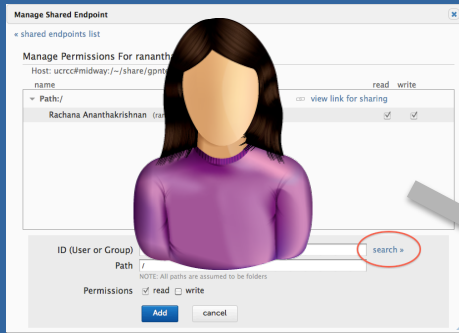 Manage Shared Endpoint
« shared endpoints list
Manage Permissions For rananth
Host: ucrcc#midway:/~/share/gpnt
name read write
Path:/ view link for sharing
Rachana Ananthakrishnan (ran
ID (User or Group) search »
Path /
NOTE: All paths are assumed to be folders
Permissions read write
Add cancel